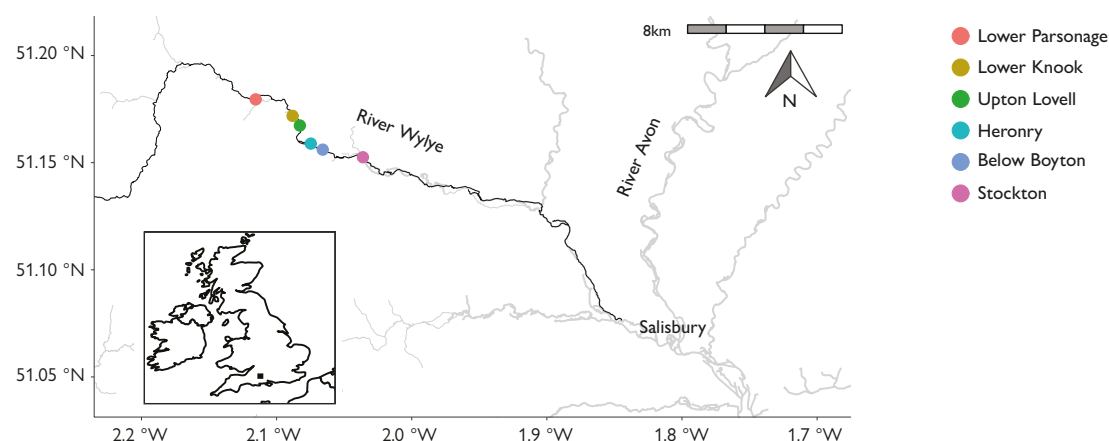 51.20 °N
51.15 °N
51.10 °N
51.05 °N
2.2 °W
2.1 °W
2.0 °W
1.9 °W
1.8 °W
1.7 °W
8km
N
River Wylye
River Avon
Salisbury
Lower Parsonage
Lower Knook
Upton Lovell
Heronry
Below Boyton
Stockton